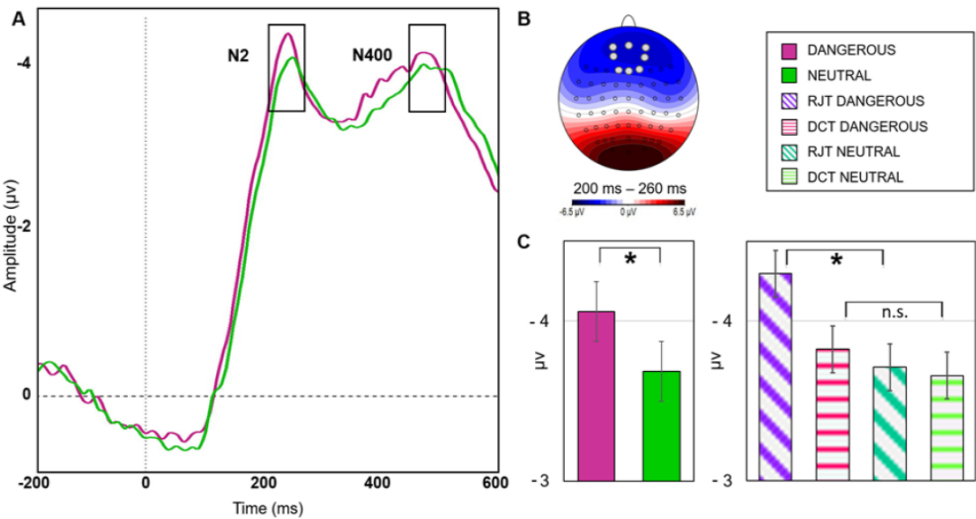 A
N2
N400
-4
-2
0
Amplitude (μv)
-200
0
200
400
600
Time (ms)
B
200 ms – 260 ms
-6.5 μV
0 μV
6.5 μV
DANGEROUS
NEUTRAL
RJT DANGEROUS
DCT DANGEROUS
RJT NEUTRAL
DCT NEUTRAL
C
*
- 4
μv
- 3
*
n.s.
- 4
μv
- 3